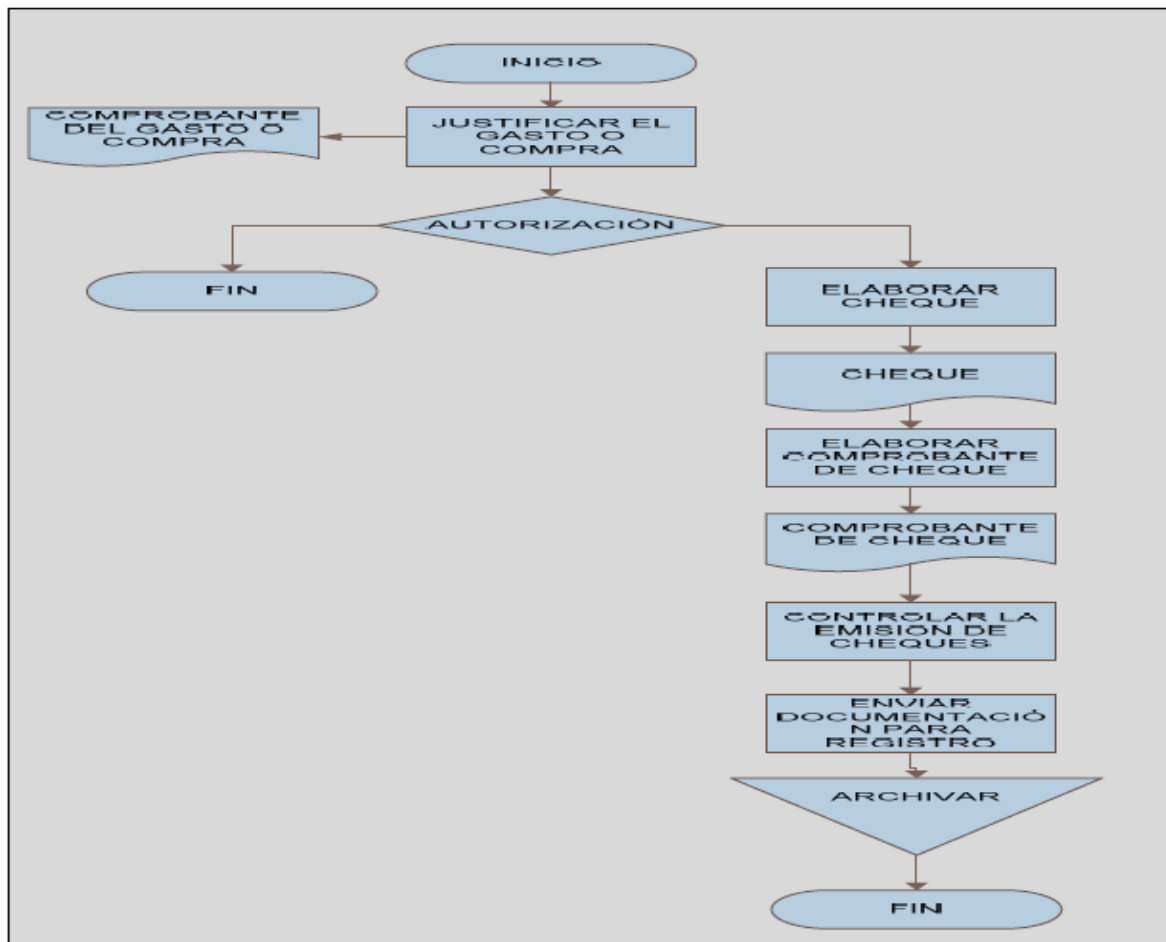 INICIO
COMPROBANTE
DEL GASTO O
COMPRA
JUSTIFICAR EL
GASTO O
COMPRA
AUTORIZACIÓN
FIN
ELABORAR
CHEQUE
CHEQUE
ELABORAR
COMPROBANTE
DE CHEQUE
COMPROBANTE
DE CHEQUE
CONTROLAR LA
EMISIÓN DE
CHEQUES
ENVIAR
DOCUMENTACIÓ
N PARA
REGISTRO
ARCHIVAR
FIN